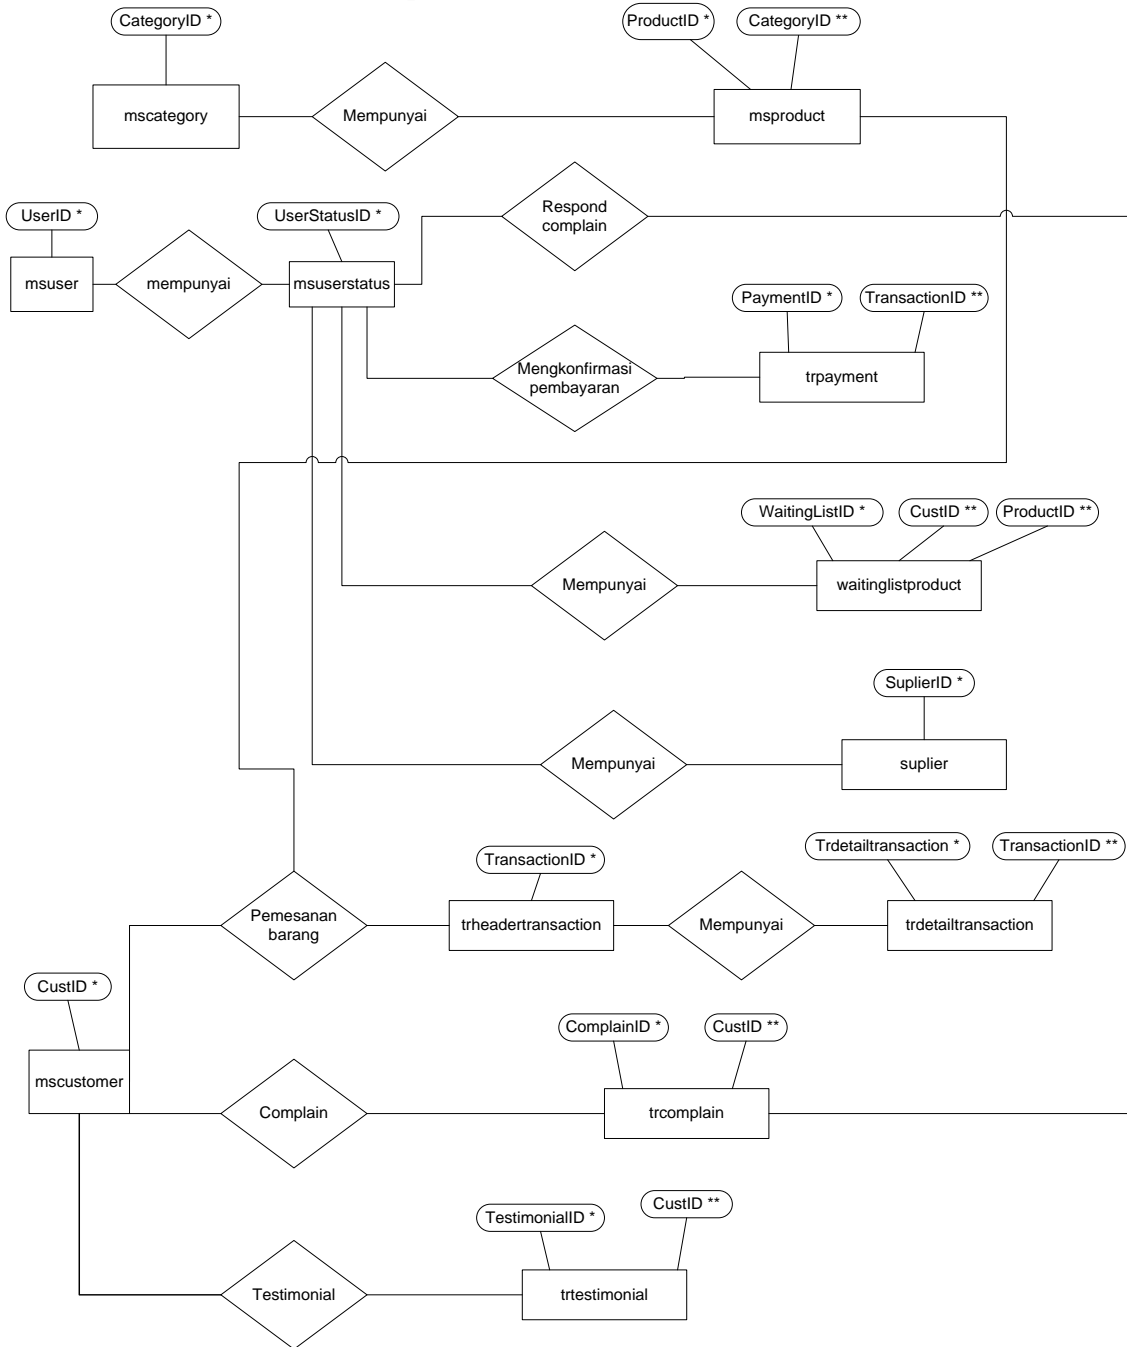 CategoryID *
ProductID *
CategoryID **
mscategory
Mempunyai
msproduct
UserID *
UserStatusID *
Respond
complain
msuser
mempunyai
msuserstatus
PaymentID *
TransactionID **
Mengkonfirmasi
pembayaran
trpayment
WaitingListID *
CustID **
ProductID **
Mempunyai
waitinglistproduct
SuplierID *
Mempunyai
suplier
TransactionID *
Trdetailtransaction *
TransactionID **
Pemesanan
barang
trheadertransaction
Mempunyai
trdetailtransaction
CustID *
ComplainID *
CustID **
mscustomer
Complain
trcomplain
TestimonialID *
CustID **
Testimonial
trtestimonial